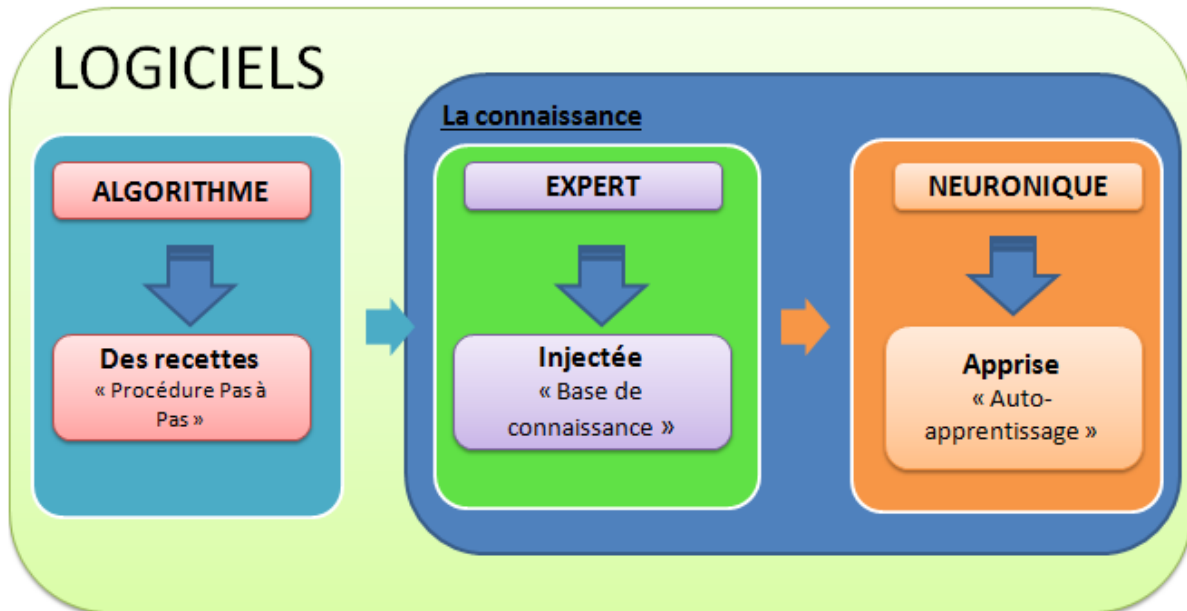 LOGICIELS
La connaissance
ALGORITHME
Des recettes
« Procédure Pas à
Pas »
EXPERT
Injectée
« Base de
connaissance »
NEURONIQUE
Apprise
« Auto-
apprentissage »